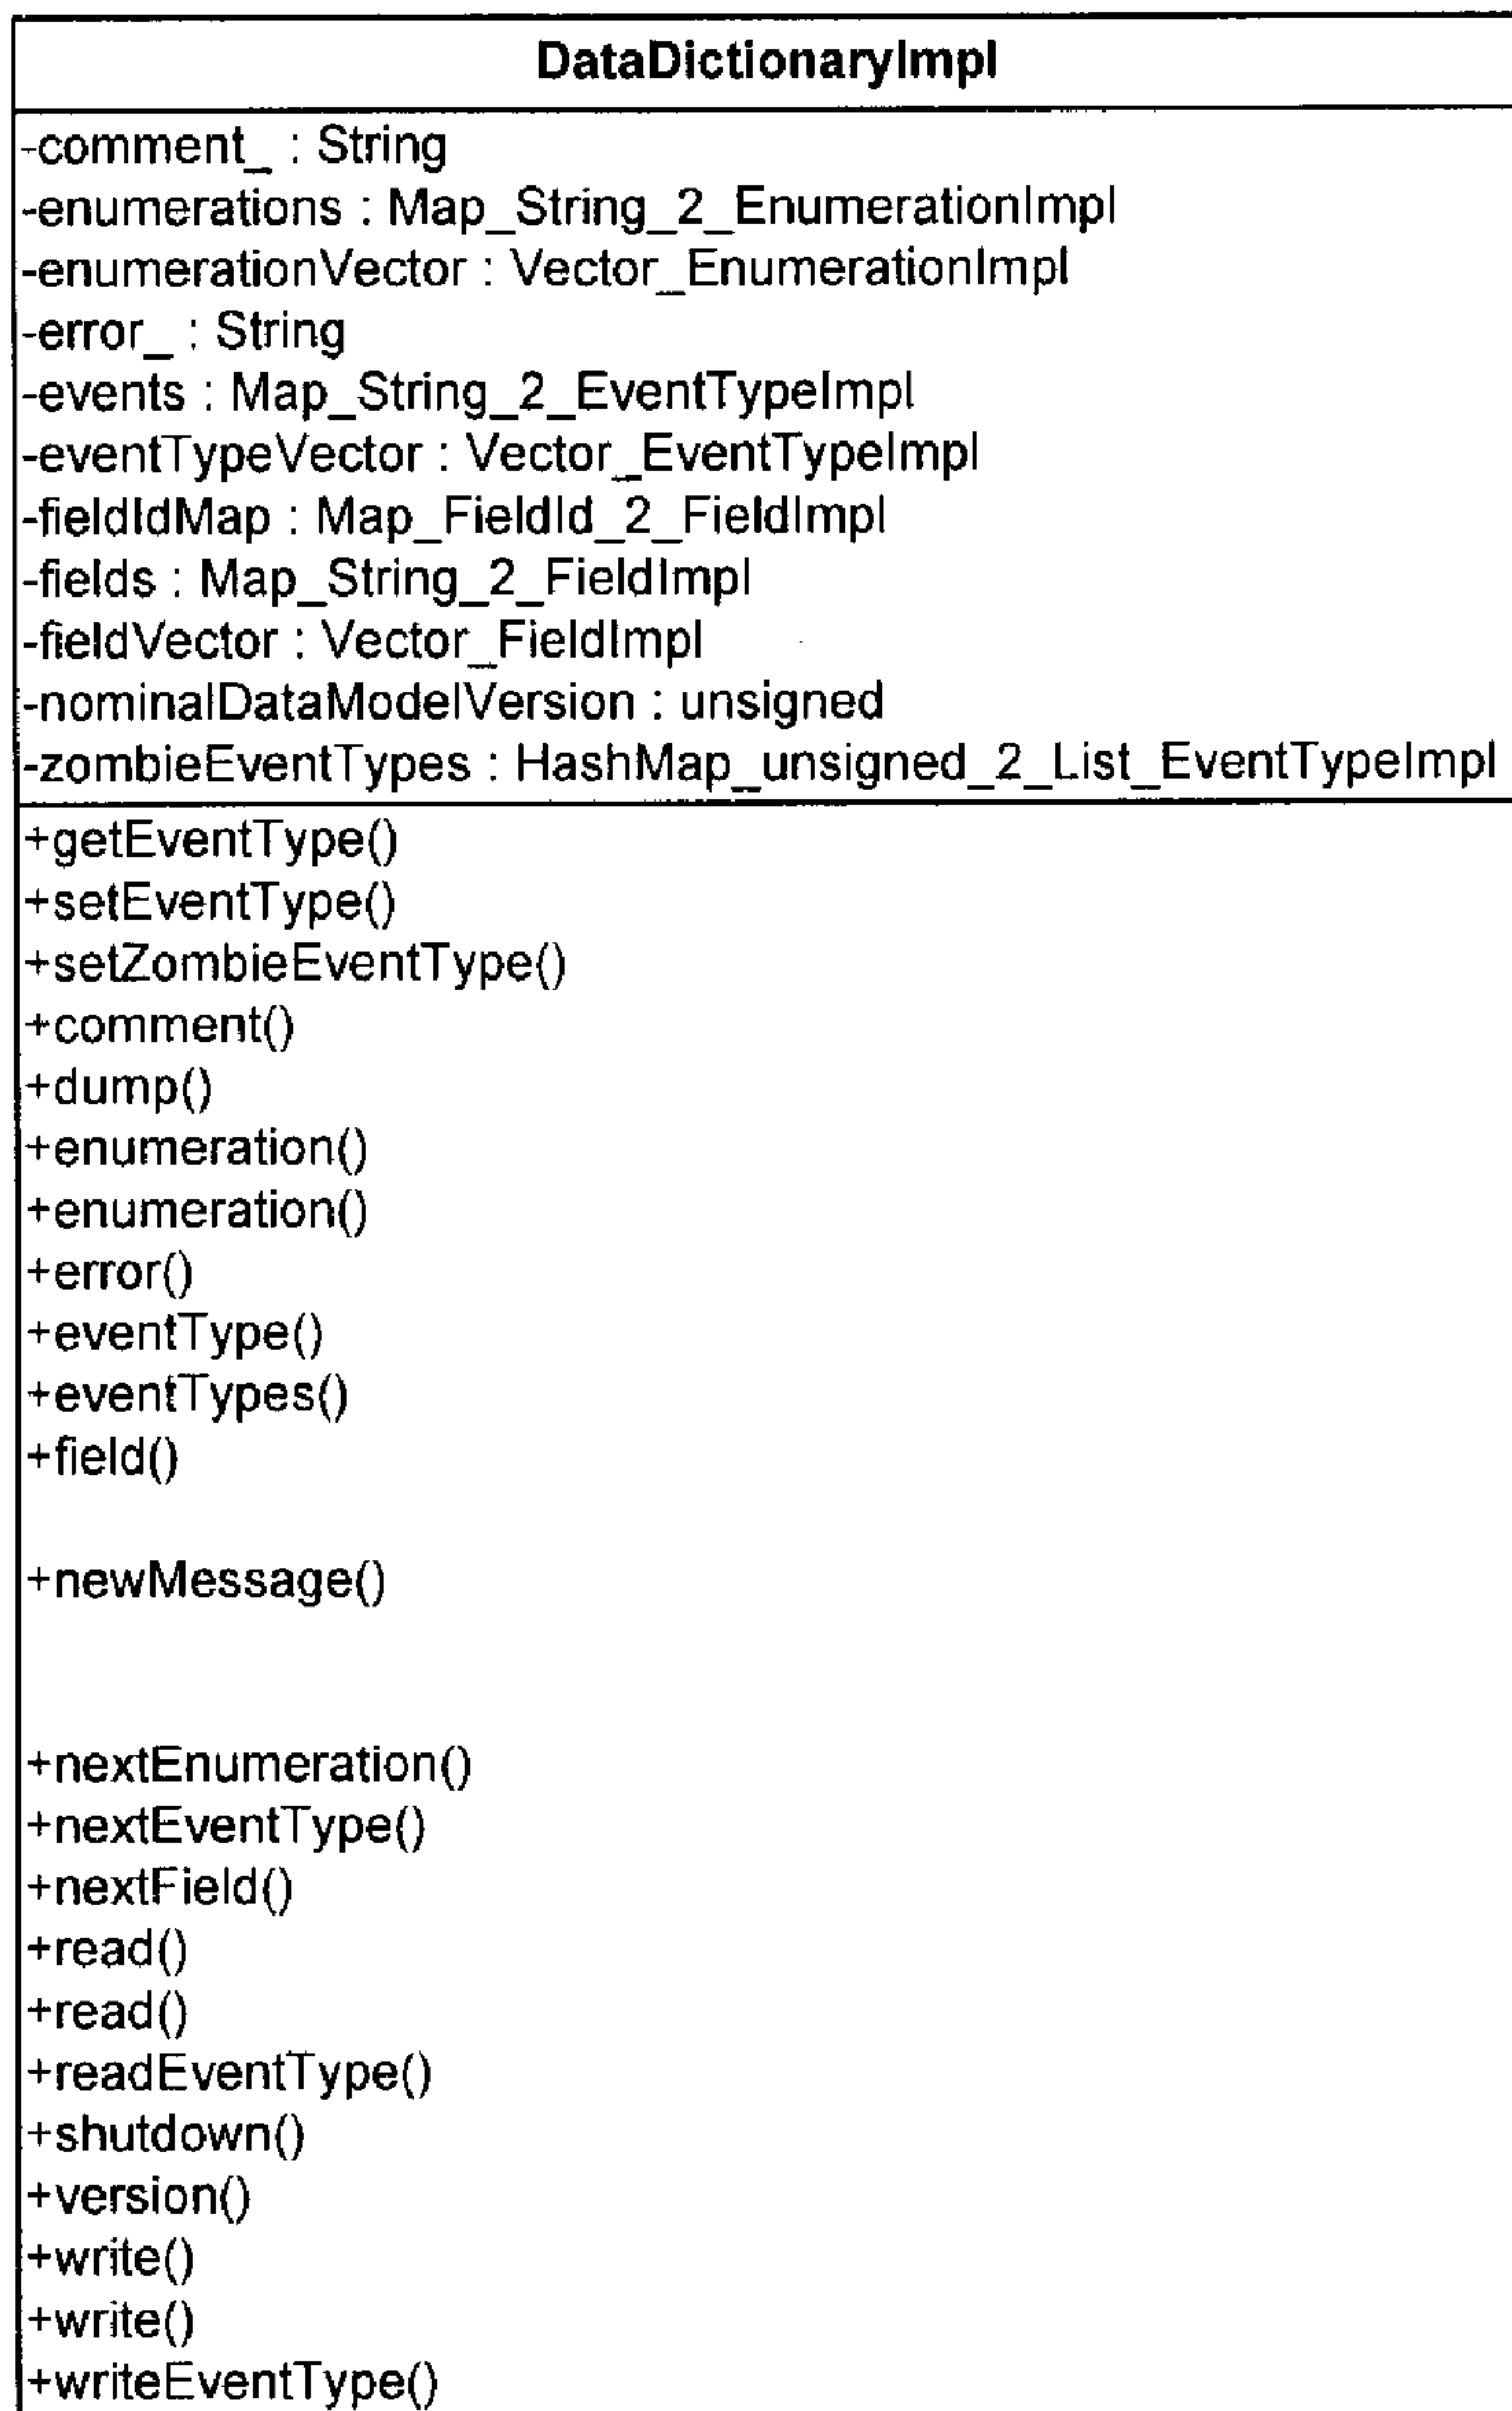 DataDictionaryImpl
-comment_ : String
-enumerations : Map_String_2_EnumerationImpl
-enumerationVector : Vector_EnumerationImpl
-error_ : String
-events : Map_String_2_EventTypeImpl
-eventTypeVector : Vector_EventTypeImpl
-fieldIdMap : Map_FieldId_2_FieldImpl
-fields : Map_String_2_FieldImpl
-fieldVector : Vector_FieldImpl
-nominalDataModelVersion : unsigned
-zombieEventTypes : HashMap_unsigned_2_List_EventTypeImpl
+getEventType()
+setEventType()
+setZombieEventType()
+comment()
+dump()
+enumeration()
+enumeration()
+error()
+eventType()
+eventTypes()
+field()
+newMessage()
+nextEnumeration()
+nextEventType()
+nextField()
+read()
+read()
+readEventType()
+shutdown()
+version()
+write()
+write()
+writeEventType()